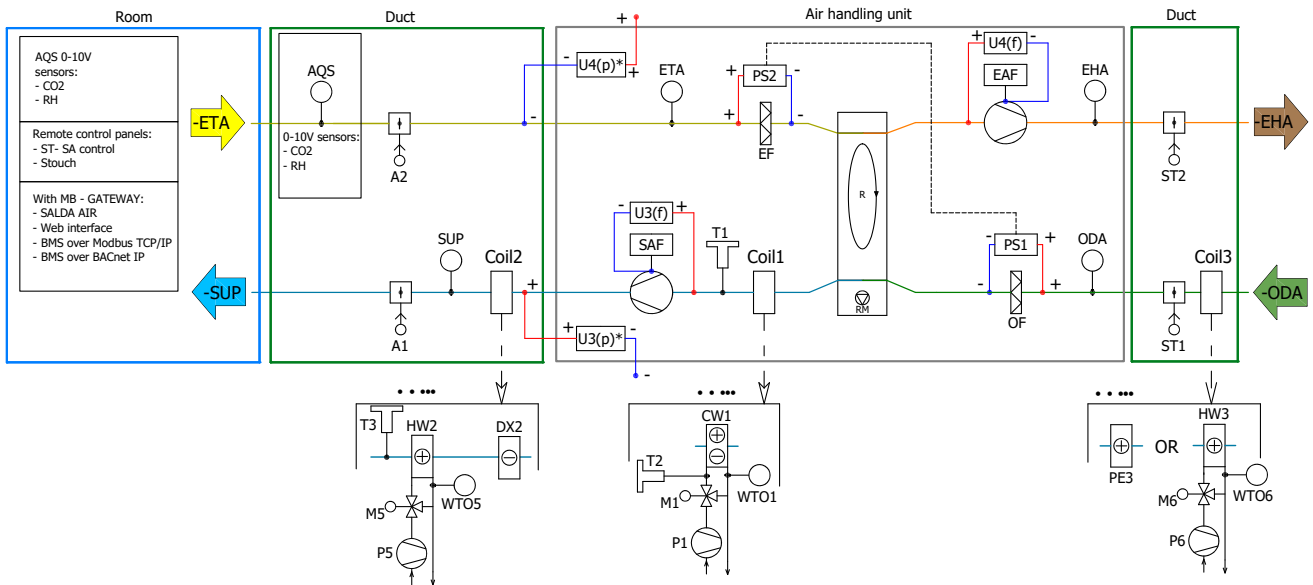 Room
Duct
Air handling unit
Duct
AQS 0-10V
sensors:
- CO2
- RH
Remote control panels:
- ST- SA control
- Stouch
With MB - GATEWAY:
- SALDA AIR
- Web interface
- BMS over Modbus TCP/IP
- BMS over BACnet IP
-ETA
-SUP
AQS
0-10V sensors:
- CO2
- RH
A2
SUP
Coil2
A1
+
-
U4(p)*
+
-
ETA
+
PS2
-
+
-
EF
-
U3(f)
+
SAF
T1
Coil1
+
+
U3(p)*
-
-
R
RM
+
U4(f)
-
EAF
EHA
-
PS1
+
-
+
OF
ODA
ST2
-EHA
Coil3
ST1
-ODA
.....
T3
HW2
DX2
WTO5
M5
P5
.....
CW1
T2
WTO1
M1
P1
.....
HW3
OR
PE3
WTO6
M6
P6